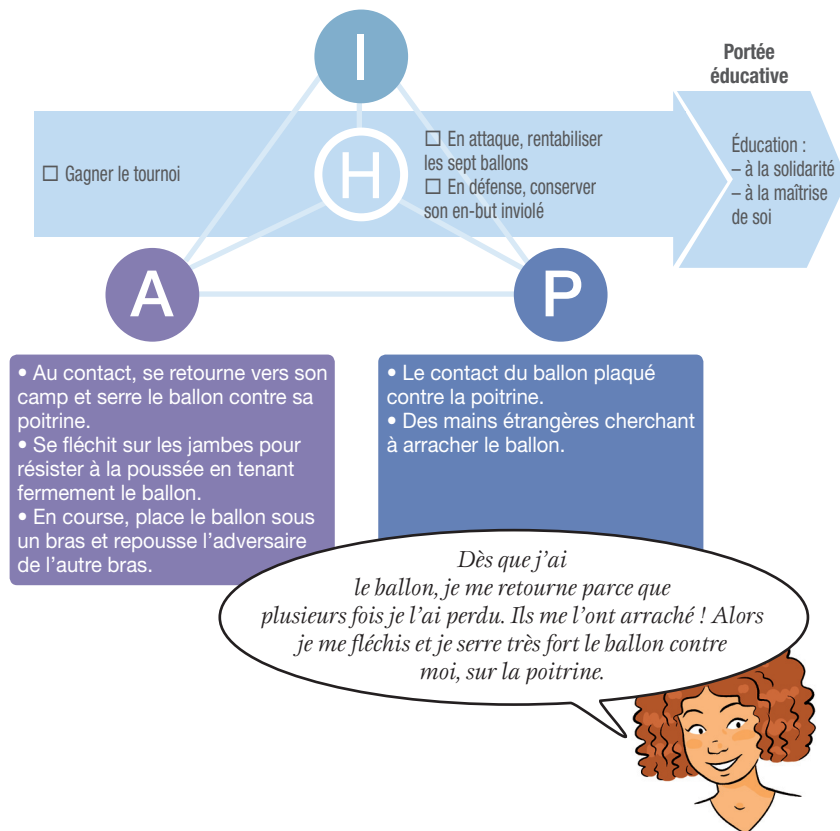 I
Portée
éducative
☐ Gagner le tournoi
H
☐ En attaque, rentabiliser
les sept ballons
☐ En défense, conserver
son en-but inviolé
Éducation :
– à la solidarité
– à la maîtrise
de soi
A
P
• Au contact, se retourne vers son
camp et serre le ballon contre sa
poitrine.
• Se fléchit sur les jambes pour
résister à la poussée en tenant
fermement le ballon.
• En course, place le ballon sous
un bras et repousse l’adversaire
de l’autre bras.
• Le contact du ballon plaqué
contre la poitrine.
• Des mains étrangères cherchant
à arracher le ballon.
Dès que j’ai
le ballon, je me retourne parce que
plusieurs fois je l’ai perdu. Ils me l’ont arraché ! Alors
je me fléchis et je serre très fort le ballon contre
moi, sur la poitrine.